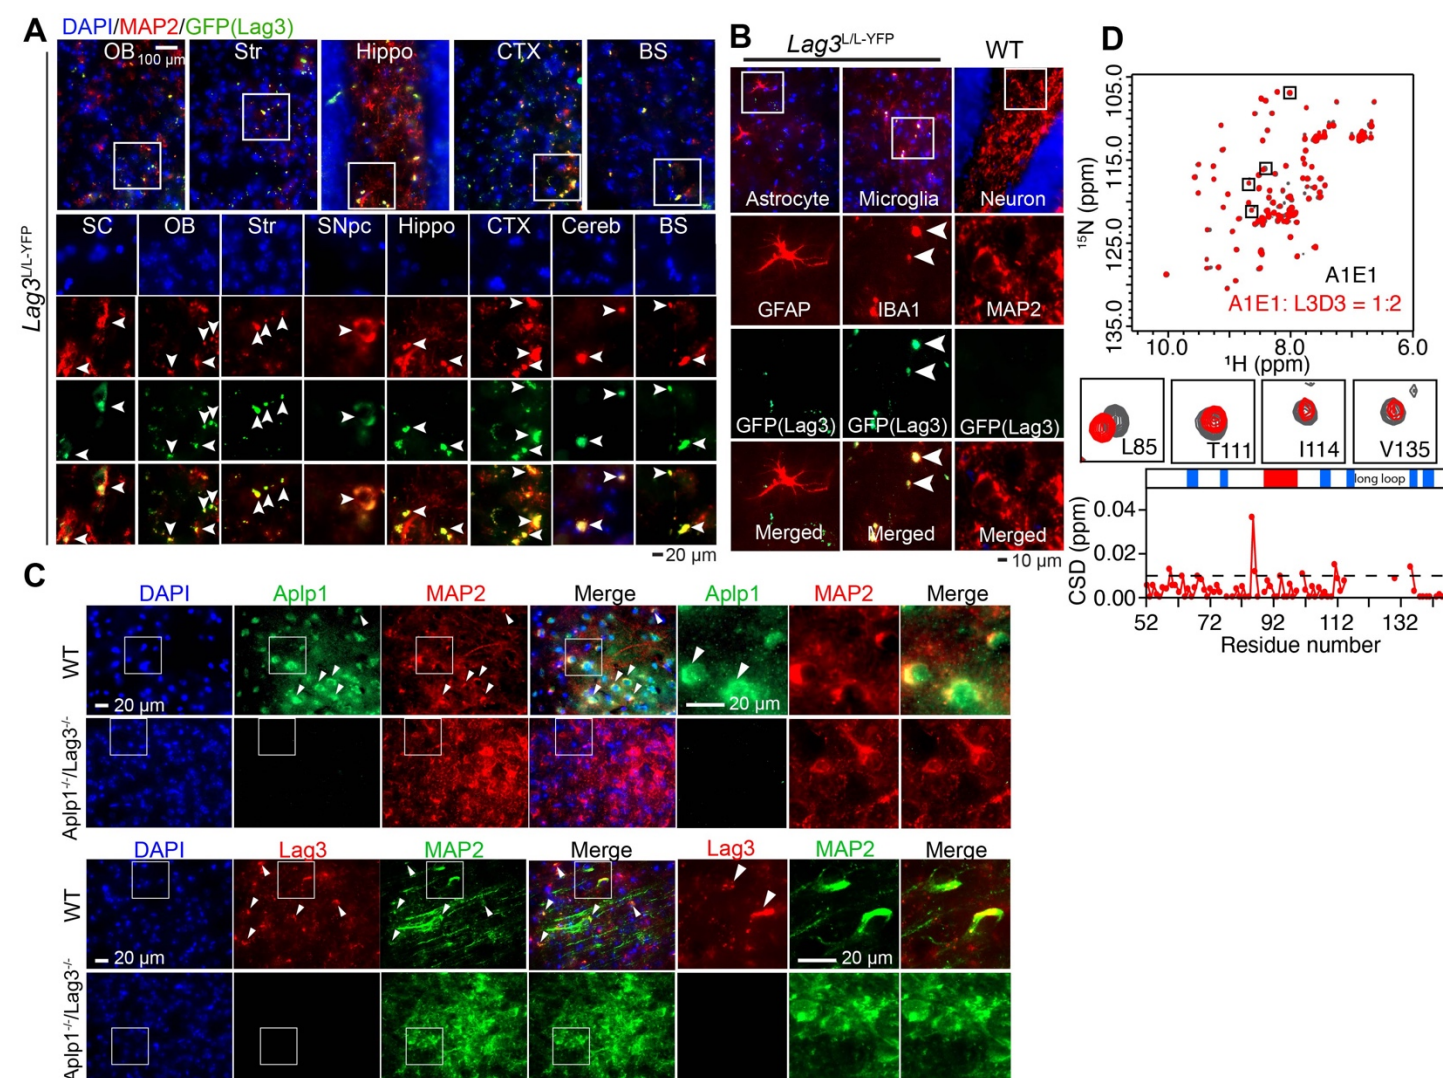 A
DAPI/MAP2/GFP(Lag3)
OB
100 µm
Str
Hippo
CTX
BS
Lag3L/L-YFP
SC
OB
Str
SNpc
Hippo
CTX
Cereb
BS
20 µm
B
Lag3L/L-YFP
WT
Astrocyte
Microglia
Neuron
GFAP
IBA1
MAP2
GFP(Lag3)
GFP(Lag3)
GFP(Lag3)
Merged
Merged
Merged
10 µm
C
DAPI
Aplp1
MAP2
Merge
Aplp1
MAP2
Merge
WT
20 µm
20 µm
Aplp1-/-/Lag3-/-
DAPI
Lag3
MAP2
Merge
Lag3
MAP2
Merge
WT
20 µm
20 µm
Aplp1-/-/Lag3-/-
D
105.0
115.0
125.0
135.0
15N (ppm)
A1E1
A1E1: L3D3 = 1:2
10.0
8.0
6.0
1H (ppm)
L85
T111
I114
V135
long loop
0.04
0.02
0.00
CSD (ppm)
52
72
92
112
132
Residue number